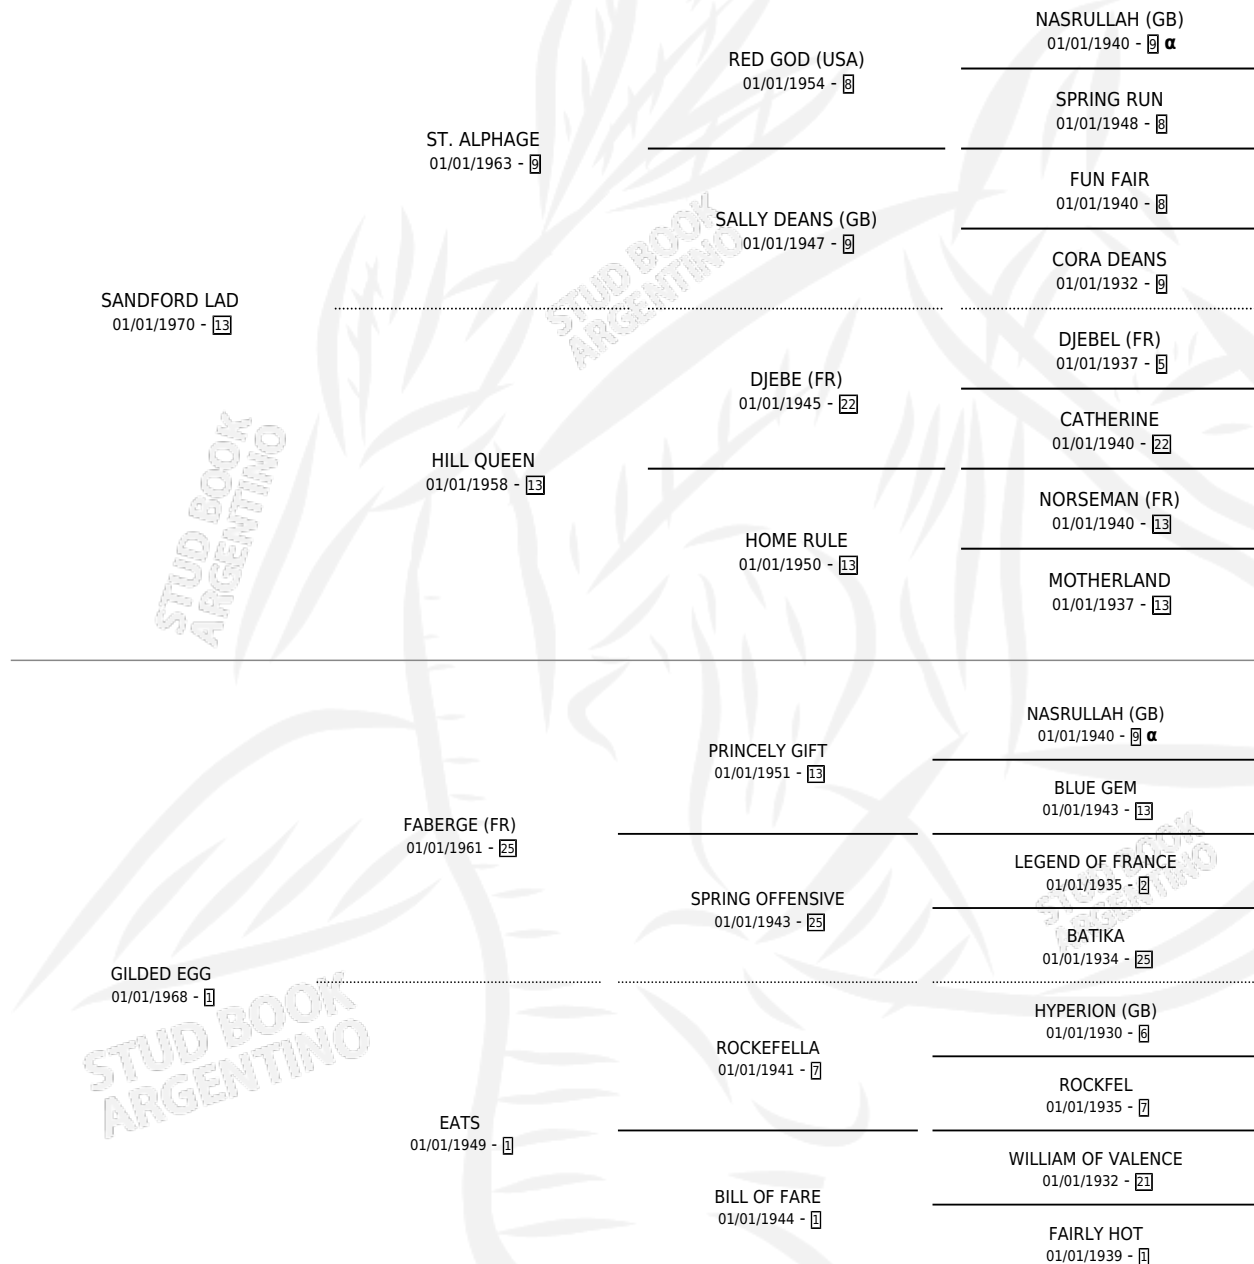 NASRULLAH (GB)
01/01/1940 - 9 α
RED GOD (USA)
01/01/1954 - 8
SPRING RUN
01/01/1948 - 8
ST. ALPHAGE
01/01/1963 - 9
FUN FAIR
01/01/1940 - 8
SALLY DEANS (GB)
01/01/1947 - 9
CORA DEANS
01/01/1932 - 9
STUD BOOK
ARGENTINO
SANDFORD LAD
01/01/1970 - 13
DJEBEL (FR)
01/01/1937 - 5
DJEBE (FR)
01/01/1945 - 22
CATHERINE
01/01/1940 - 22
HILL QUEEN
01/01/1958 - 13
NORSEMAN (FR)
01/01/1940 - 13
HOME RULE
01/01/1950 - 13
MOTHERLAND
01/01/1937 - 13
STUD BOOK
ARGENTINO
NASRULLAH (GB)
01/01/1940 - 9 α
PRINCELY GIFT
01/01/1951 - 13
BLUE GEM
01/01/1943 - 13
FABERGE (FR)
01/01/1961 - 25
LEGEND OF FRANCE
01/01/1935 - 2
SPRING OFFENSIVE
01/01/1943 - 25
BATIKA
01/01/1934 - 25
STUD BOOK
ARGENTINO
GILDED EGG
01/01/1968 - 1
HYPERION (GB)
01/01/1930 - 6
ROCKEFELLA
01/01/1941 - 7
ROCKFEL
01/01/1935 - 7
EATS
01/01/1949 - 1
WILLIAM OF VALENCE
01/01/1932 - 21
BILL OF FARE
01/01/1944 - 1
FAIRLY HOT
01/01/1939 - 1
STUD BOOK
ARGENTINO